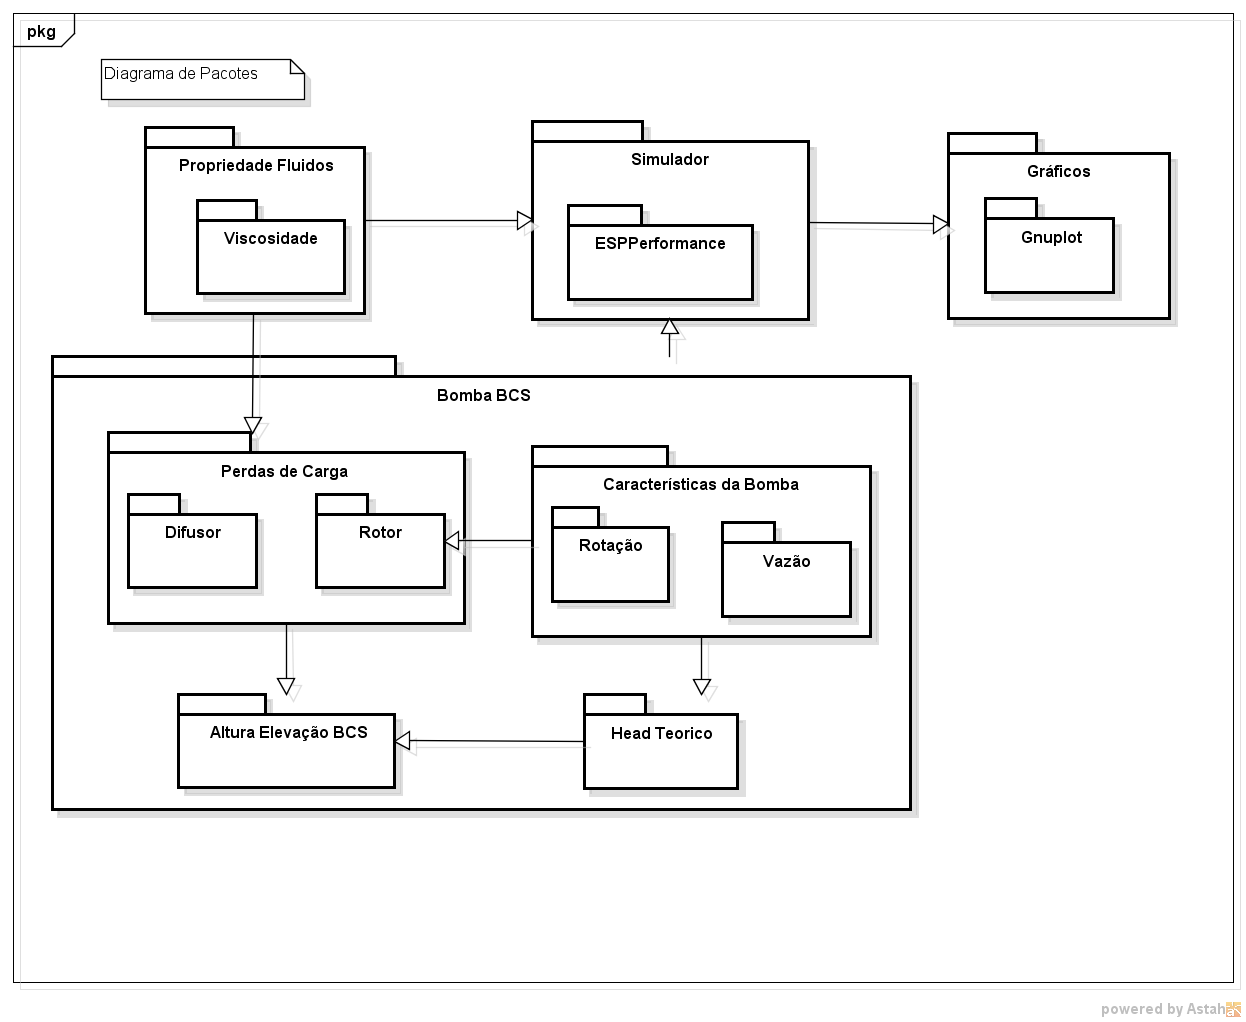 pkg
Diagrama de Pacotes
Propriedade Fluidos
Viscosidade
Simulador
ESPPerformance
Gráficos
Gnuplot
Bomba BCS
Perdas de Carga
Difusor
Rotor
Características da Bomba
Rotação
Vazão
Altura Elevação BCS
Head Teorico
powered by Astah